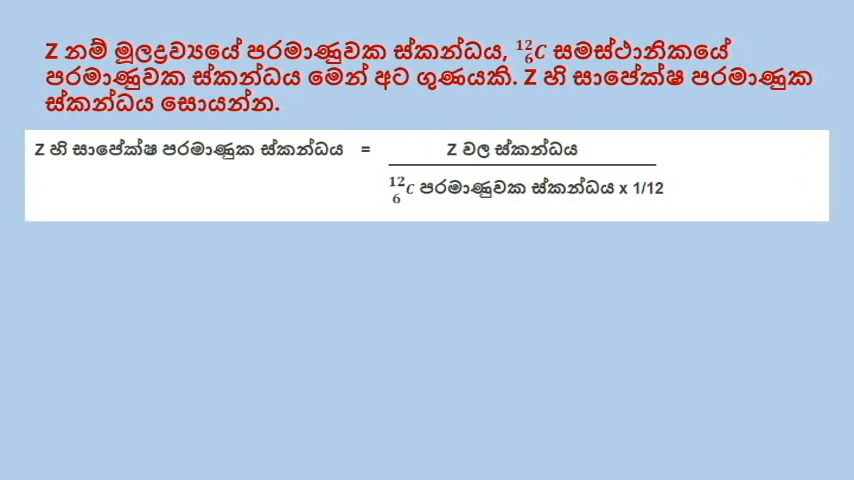 Z නම් මූලද්‍රව්‍යයේ පරමාණුවක ස්කන්ධය, ¹²₆C සමස්ථානිකයේ
පරමාණුවක ස්කන්ධය මෙන් අට ගුණයකි. Z හි සාපේක්ෂ පරමාණුක
ස්කන්ධය සොයන්න.
Z හි සාපේක්ෂ පරමාණුක ස්කන්ධය = Z වල ස්කන්ධය
¹²₆C පරමාණුවක ස්කන්ධය x 1/12